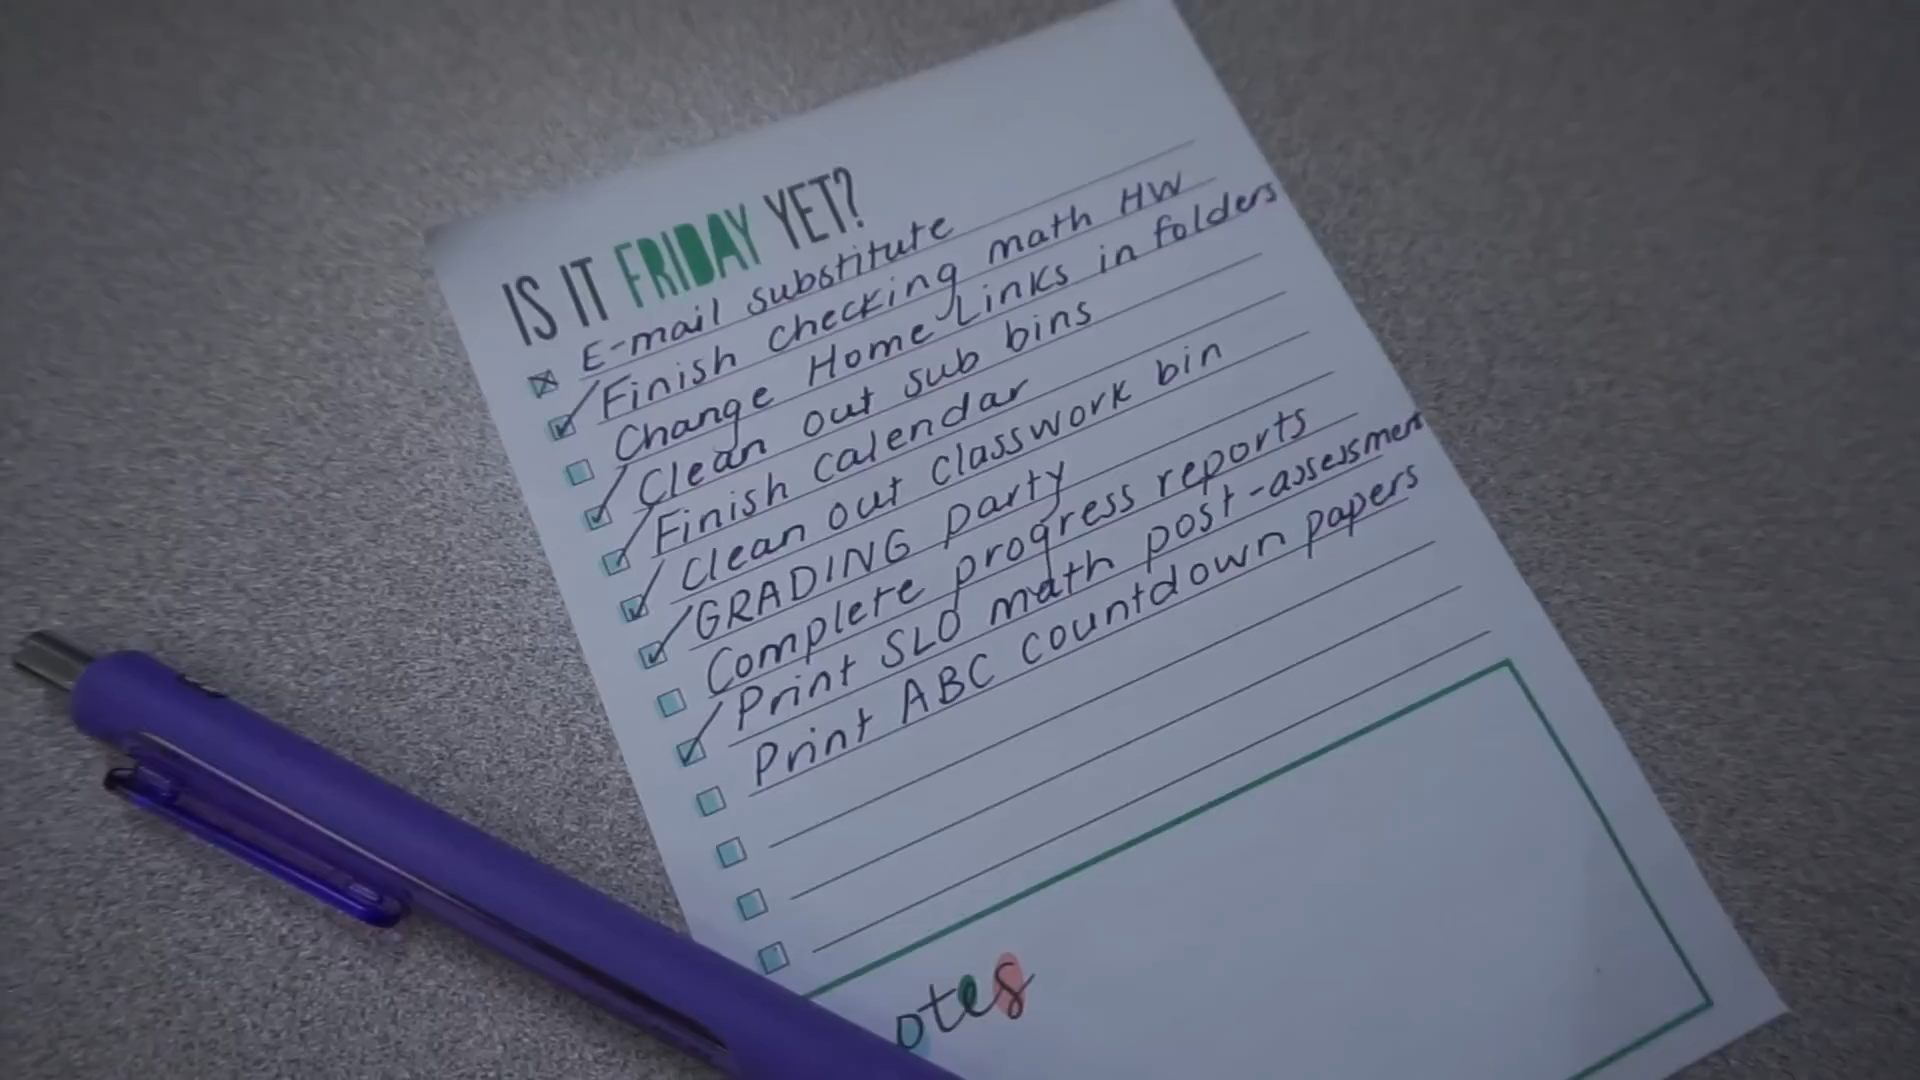 IS IT FRIDAY YET?
E-mail substitute
Finish checking math HW
Change Home Links in folders
Clean out sub bins
Finish calendar
Clean out classwork bin
GRADING party
Complete progress reports
Print SLO math post-assessment
Print ABC countdown papers
otes